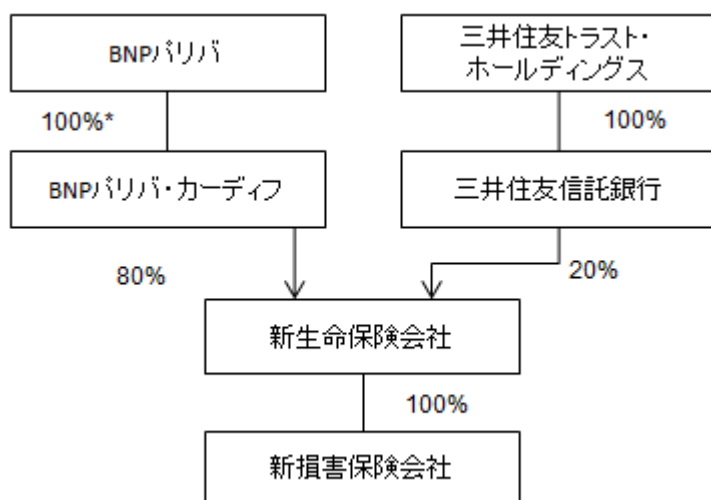 BNPパリバ
三井住友トラスト・
ホールディングス
100%*
100%
BNPパリバ・カーディフ
三井住友信託銀行
80%
20%
新生命保険会社
100%
新損害保険会社